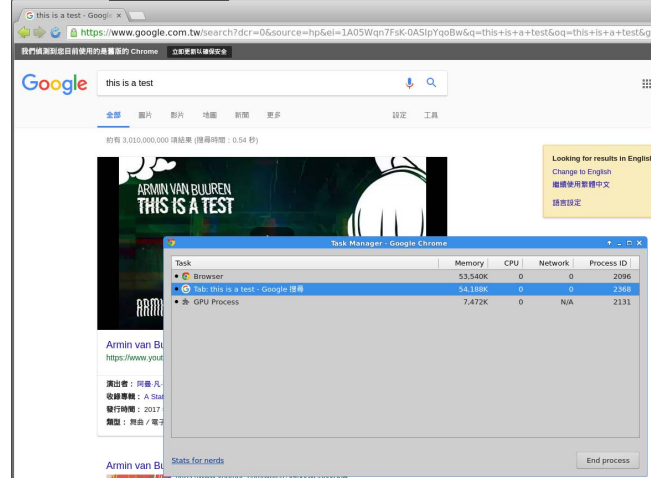 G this is a test - Google ×
https://www.google.com.tw/search?dcr=0&source=hp&ei=1A05Wqn7FsK-0ASlpYqoBw&q=this+is+a+test&oq=this+is+a+test&g
我們偵測到您目前使用的是舊版的 Chrome 立即更新以確保安全
Google this is a test
全部 圖片 影片 地圖 新聞 更多 設定 工具
約有 3,010,000,000 項結果 (搜尋時間：0.54 秒)
Looking for results in English
Change to English
繼續使用繁體中文
語言設定
ARMIN VAN BUUREN
THIS IS A TEST
Task Manager - Google Chrome
Task Memory CPU Network Process ID
Browser 53,540K 0 0 2096
Tab: this is a test - Google 搜尋 54,188K 0 0 2368
GPU Process 7,472K 0 N/A 2131
Armin van Bu
https://www.yout
演出者：阿曼·凡·
收錄專輯：A Stat
發行時間：2017
類型：舞曲／電子
Stats for nerds
End process
Armin van Bu